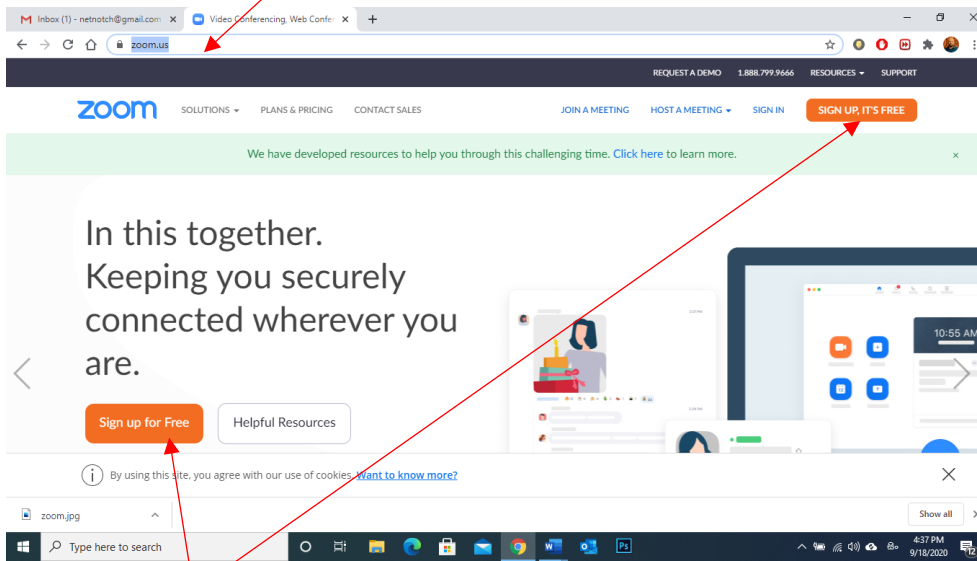 Inbox (1) - netnotch@gmail.com
Video Conferencing, Web Confe
zoom.us
REQUEST A DEMO 1.888.799.9666 RESOURCES SUPPORT
zoom SOLUTIONS PLANS & PRICING CONTACT SALES JOIN A MEETING HOST A MEETING SIGN IN SIGN UP, IT'S FREE
We have developed resources to help you through this challenging time. Click here to learn more.
In this together.
Keeping you securely
connected wherever you
are.
10:55 AM
Sign up for Free Helpful Resources
By using this site, you agree with our use of cookies. Want to know more?
zoom.jpg Show all
Type here to search
Ps
4:37 PM
9/18/2020
12